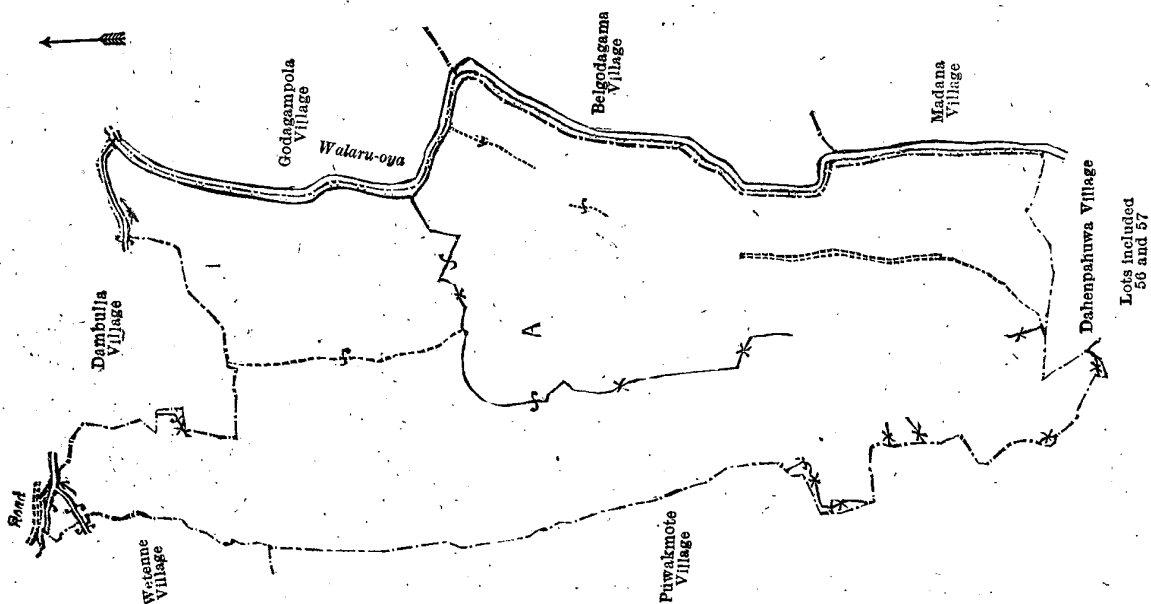 Road
Wetenne
Village
Dambulla
Village
Godagampola
Village
Walaru-oya
Belgodagama
Village
Madana
Village
A
Puwakmote
Village
Dahenpahuwa Village
Lots included
56 and 57